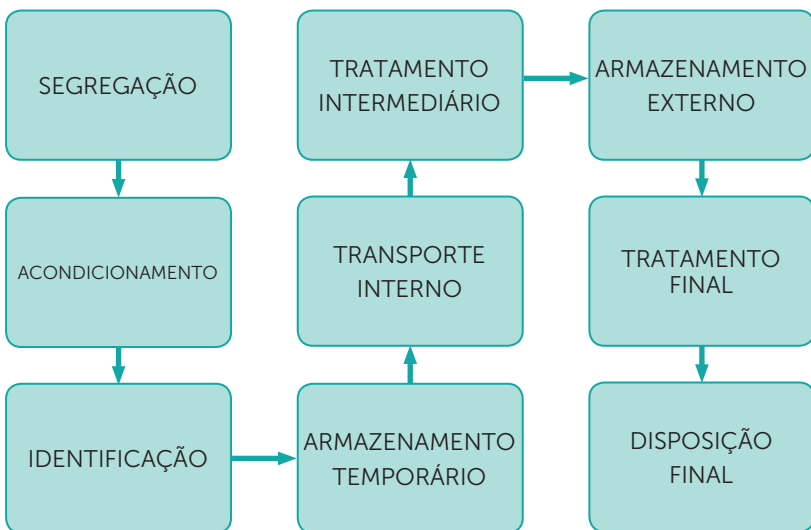 SEGREGAÇÃO
ACONDICIONAMENTO
IDENTIFICAÇÃO
ARMAZENAMENTO
TEMPORÁRIO
TRANSPORTE
INTERNO
TRATAMENTO
INTERMEDIÁRIO
ARMAZENAMENTO
EXTERNO
TRATAMENTO
FINAL
DISPOSIÇÃO
FINAL